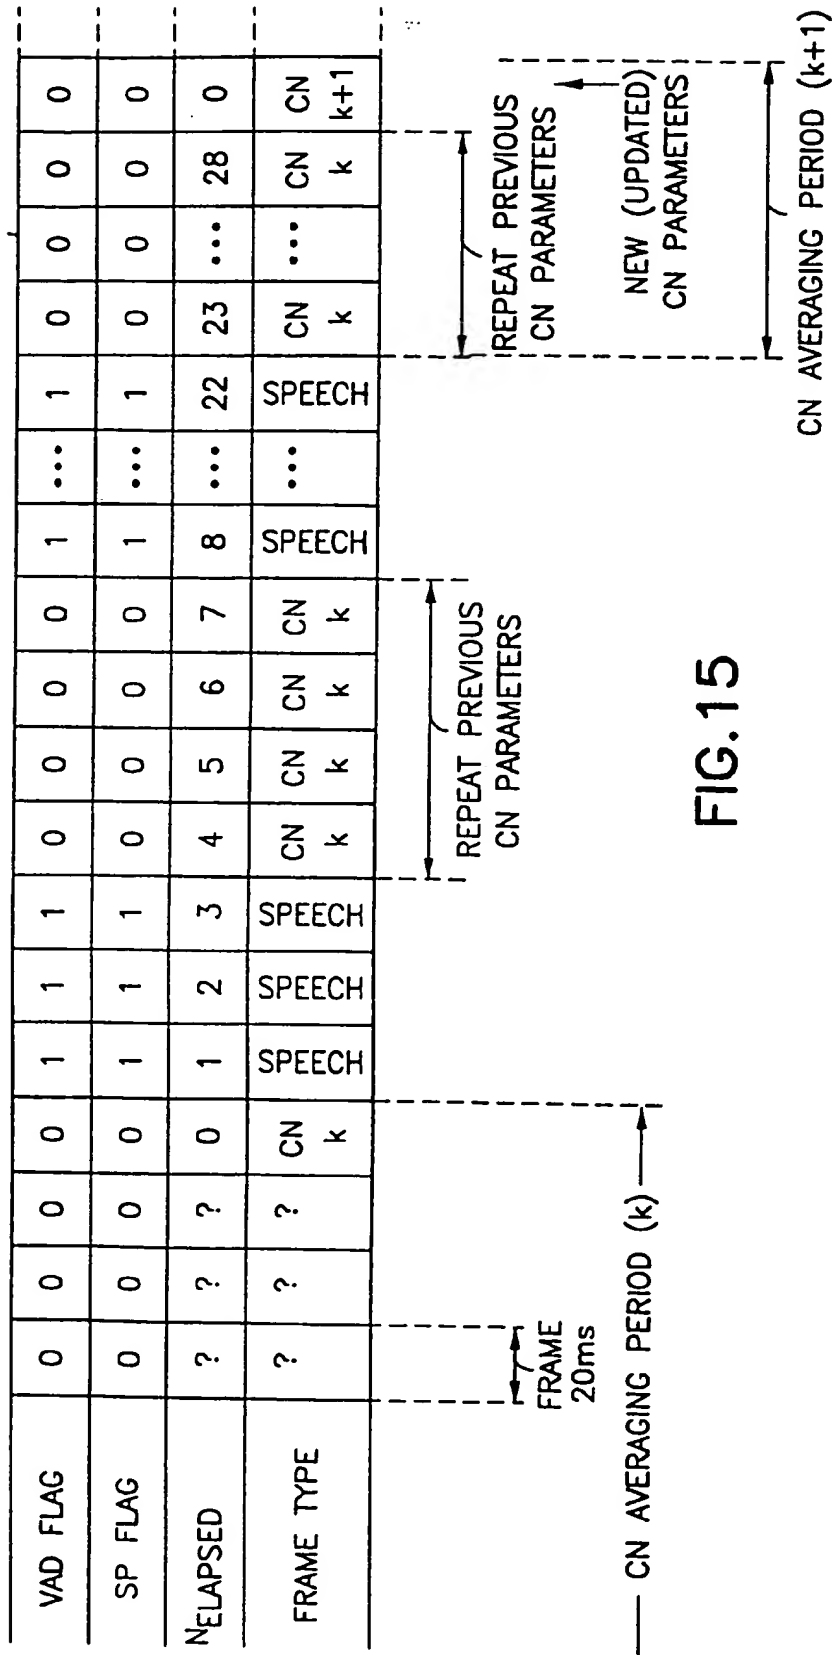 VAD FLAG 0 0 0 0 1 1 1 0 0 0 0 1 ... 1 0 0 0 0
SP FLAG 0 0 0 0 1 1 1 0 0 0 0 1 ... 1 0 0 0 0
NELAPSED ? ? ? 0 1 2 3 4 5 6 7 8 ... 22 23 ... 28 0
FRAME TYPE ? ? ? CN k SPEECH SPEECH SPEECH CN k CN k CN k CN k SPEECH ... SPEECH CN k ... CN k CN k+1
FRAME
20ms
REPEAT PREVIOUS
CN PARAMETERS
REPEAT PREVIOUS
CN PARAMETERS
NEW (UPDATED)
CN PARAMETERS
CN AVERAGING PERIOD (k)
CN AVERAGING PERIOD (k+1)
FIG.15